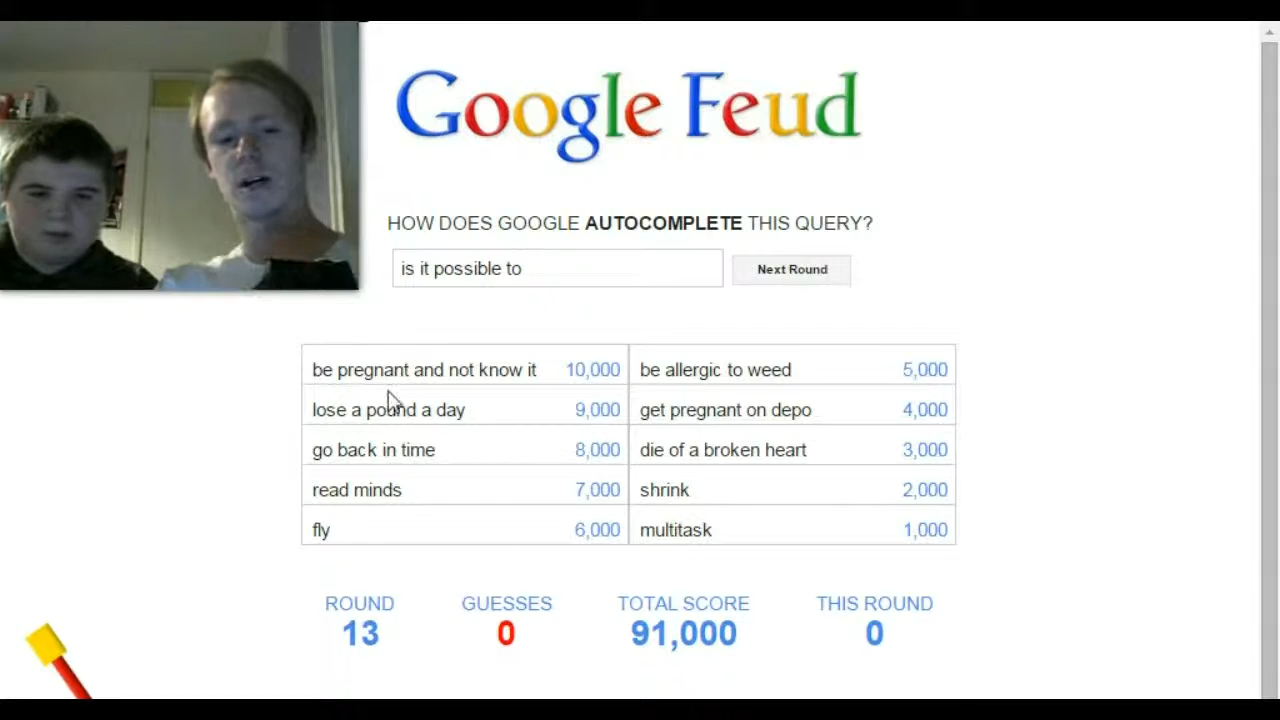 Google Feud
HOW DOES GOOGLE AUTOCOMPLETE THIS QUERY?
is it possible to
Next Round
be pregnant and not know it 10,000
lose a pound a day 9,000
go back in time 8,000
read minds 7,000
fly 6,000
be allergic to weed 5,000
get pregnant on depo 4,000
die of a broken heart 3,000
shrink 2,000
multitask 1,000
ROUND GUESSES TOTAL SCORE THIS ROUND
13 0 91,000 0